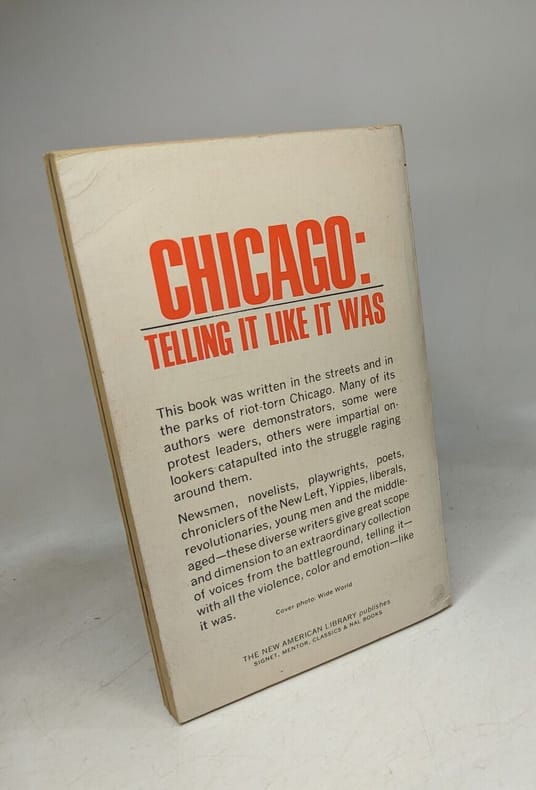 CHICAGO:
TELLING IT LIKE IT WAS
This book was written in the streets and in
the parks of riot-torn Chicago. Many of its
authors were demonstrators, some were
protest leaders, others were impartial on-
lookers catapulted into the struggle raging
around them.
Newsmen, novelists, playwrights, poets,
chroniclers of the New Left, Yippies, liberals,
revolutionaries, young men and the middle-
aged—these diverse writers give great scope
and dimension to an extraordinary collection
of voices from the battleground, telling it—
with all the violence, color and emotion—like
it was.
Cover photo: Wide World
THE NEW AMERICAN LIBRARY publishes
SIGNET, MENTOR, CLASSICS & NAL BOOKS